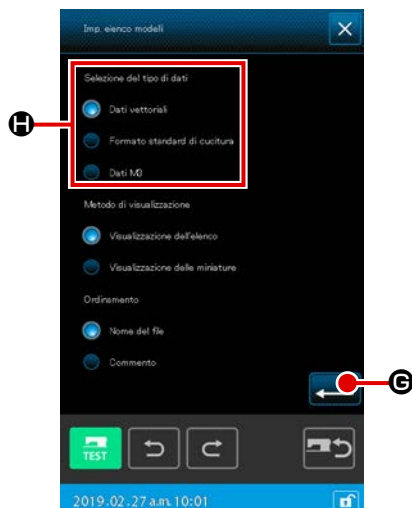 Imp. elenco modeli
Selezione del tipo di dati
Dati vettoriali
H
Formato standard di cucitura
Dati M3
Metodo di visualizzazione
Visualizzazione dell'elenco
Visualizzazione delle miniature
Ordinamento
Nome del file
Commento
G
TEST
2019.02.27 a.m. 10:01